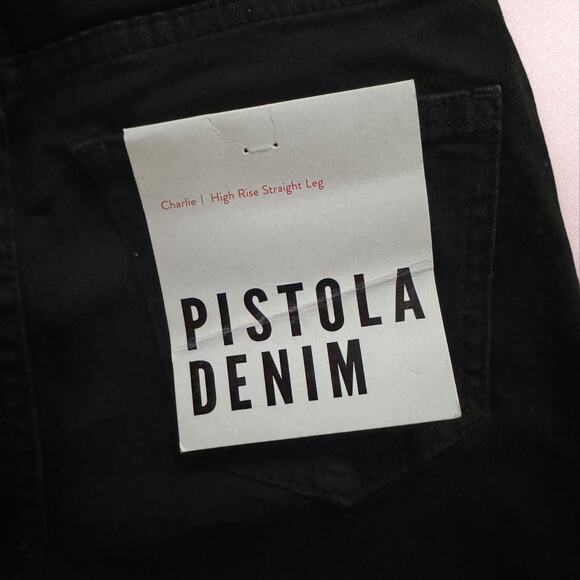 Charlie | High Rise Straight Leg
PISTOLA
DENIM